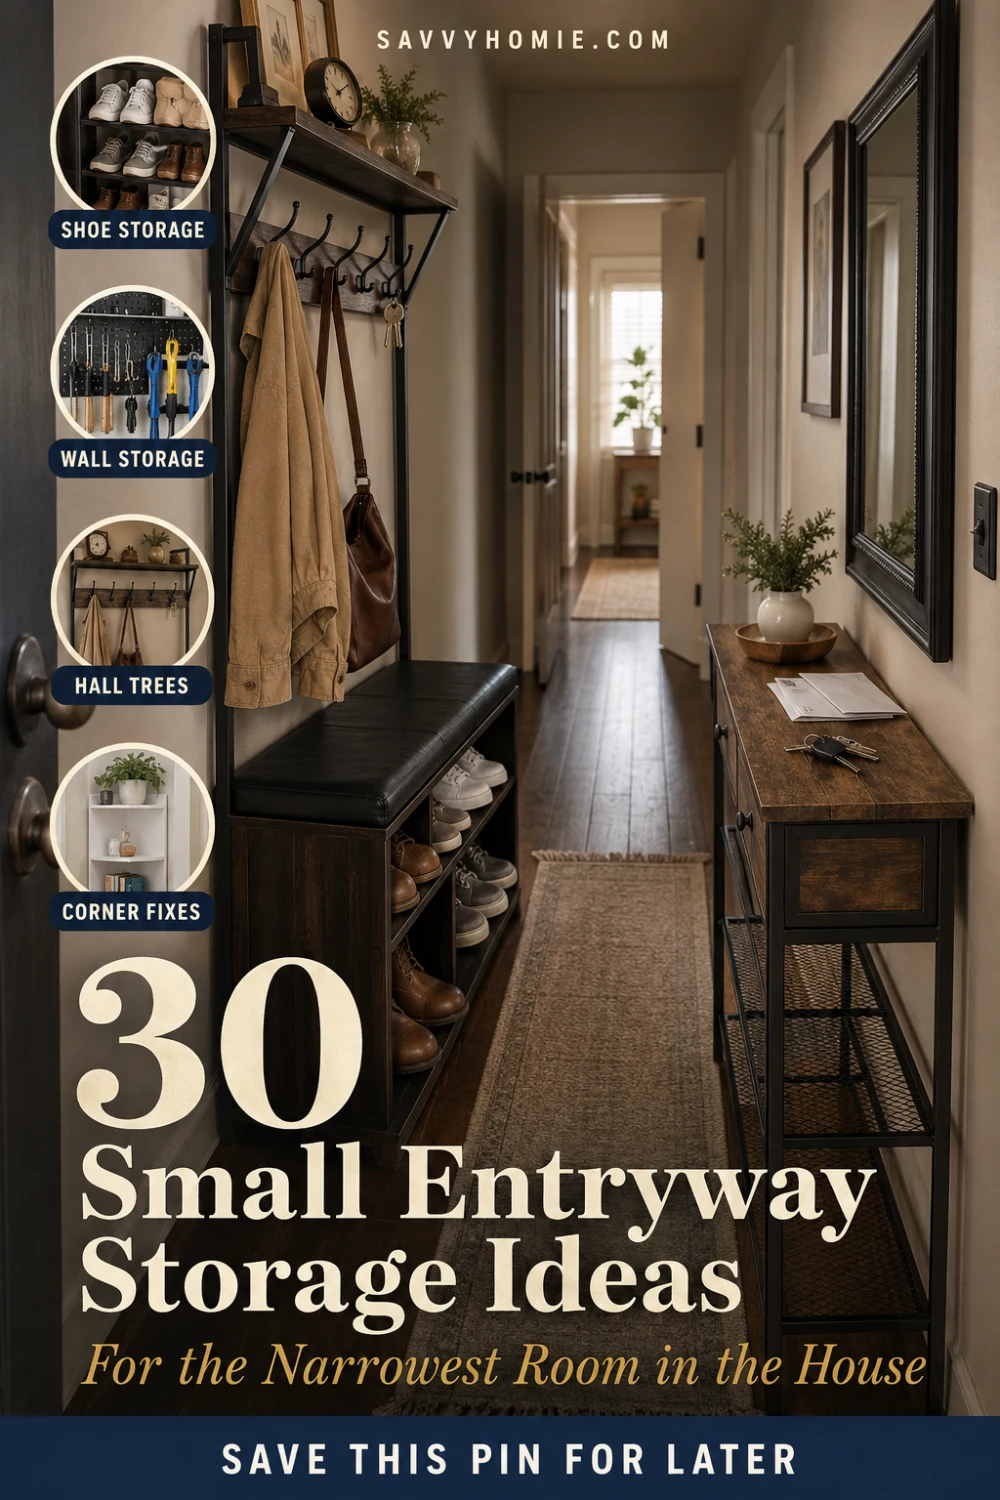 SAVVYHOMIE.COM
SHOE STORAGE
WALL STORAGE
HALL TREES
CORNER FIXES
30
Small Entryway
Storage Ideas
For the Narrowest Room in the House
SAVE THIS PIN FOR LATER